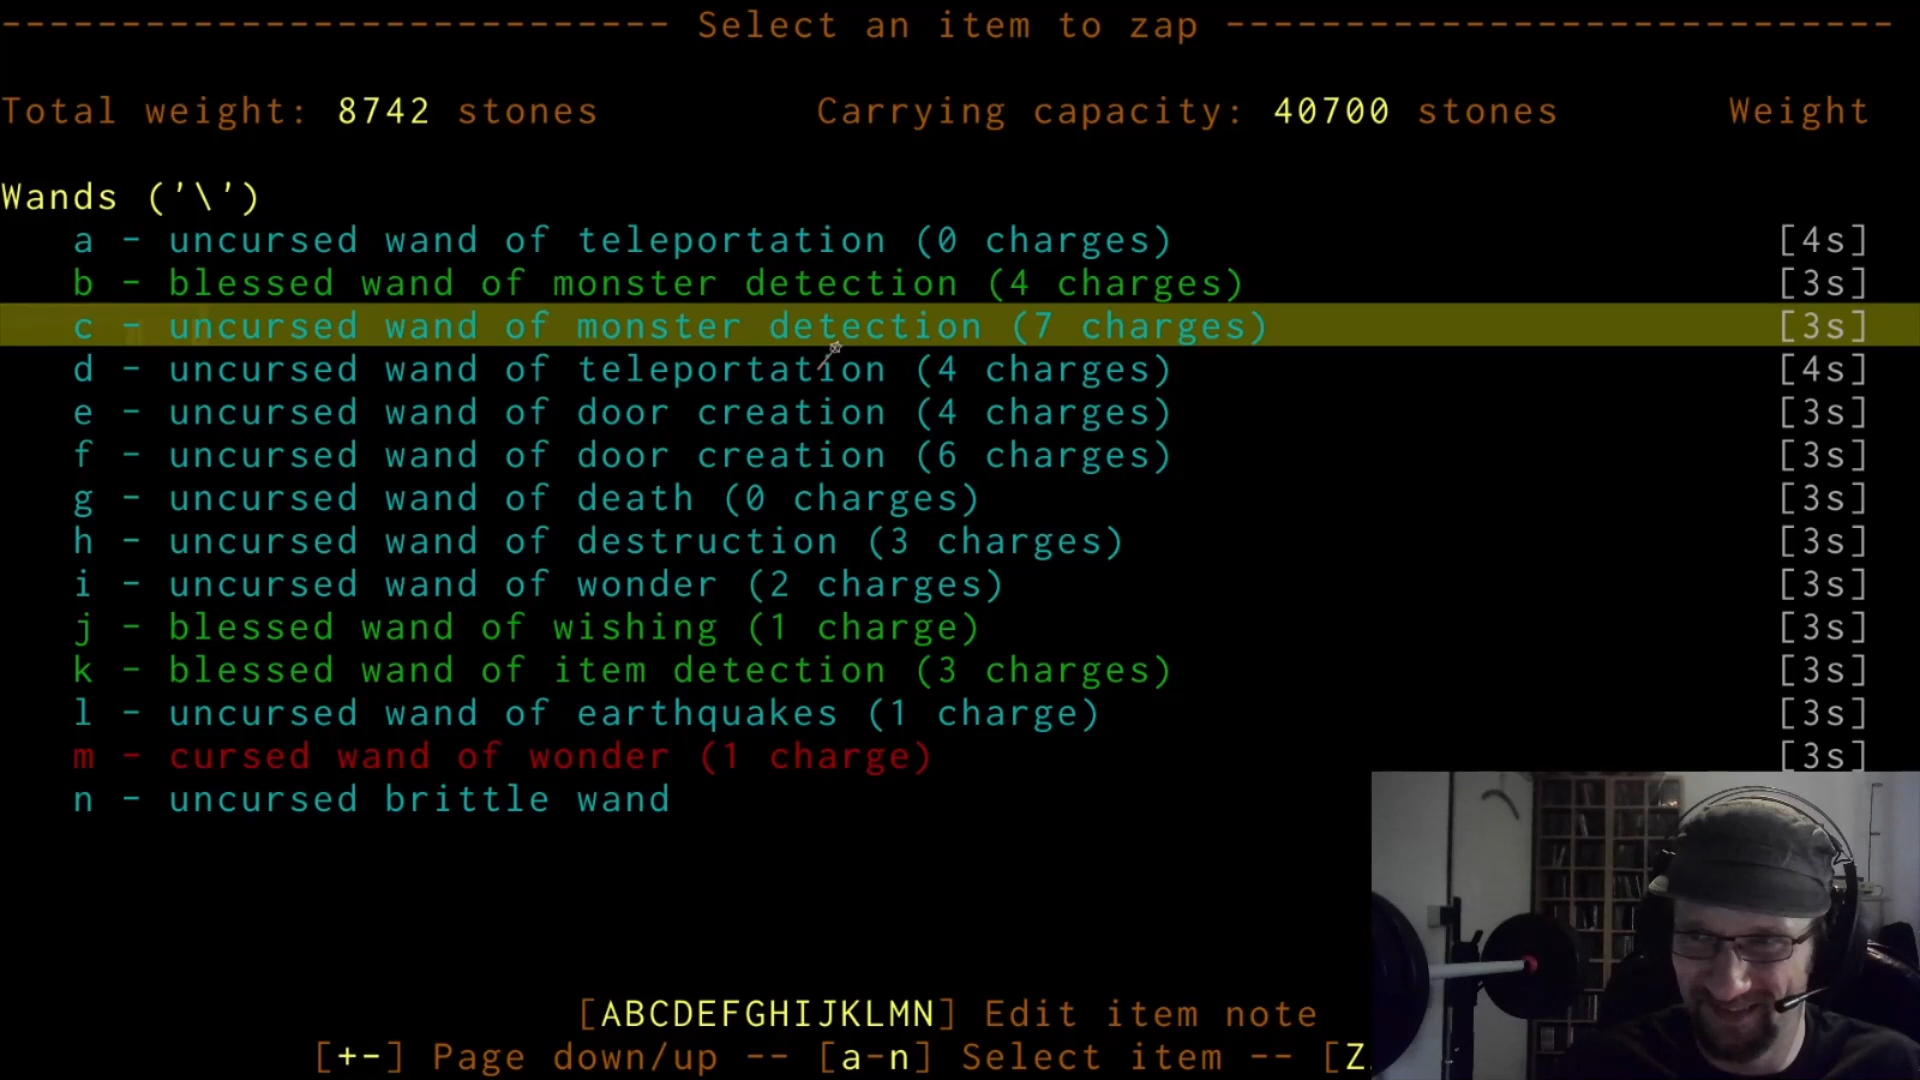 Select an item to zap
Total weight: 8742 stones Carrying capacity: 40700 stones Weight
Wands ('\')
a - uncursed wand of teleportation (0 charges) [4s]
b - blessed wand of monster detection (4 charges) [3s]
c - uncursed wand of monster detection (7 charges) [3s]
d - uncursed wand of teleportation (4 charges) [4s]
e - uncursed wand of door creation (4 charges) [3s]
f - uncursed wand of door creation (6 charges) [3s]
g - uncursed wand of death (0 charges) [3s]
h - uncursed wand of destruction (3 charges) [3s]
i - uncursed wand of wonder (2 charges) [3s]
j - blessed wand of wishing (1 charge) [3s]
k - blessed wand of item detection (3 charges) [3s]
l - uncursed wand of earthquakes (1 charge) [3s]
m - cursed wand of wonder (1 charge) [3s]
n - uncursed brittle wand
[ABCDEFGHIJKLMN] Edit item note
[+-] Page down/up -- [a-n] Select item -- [Z